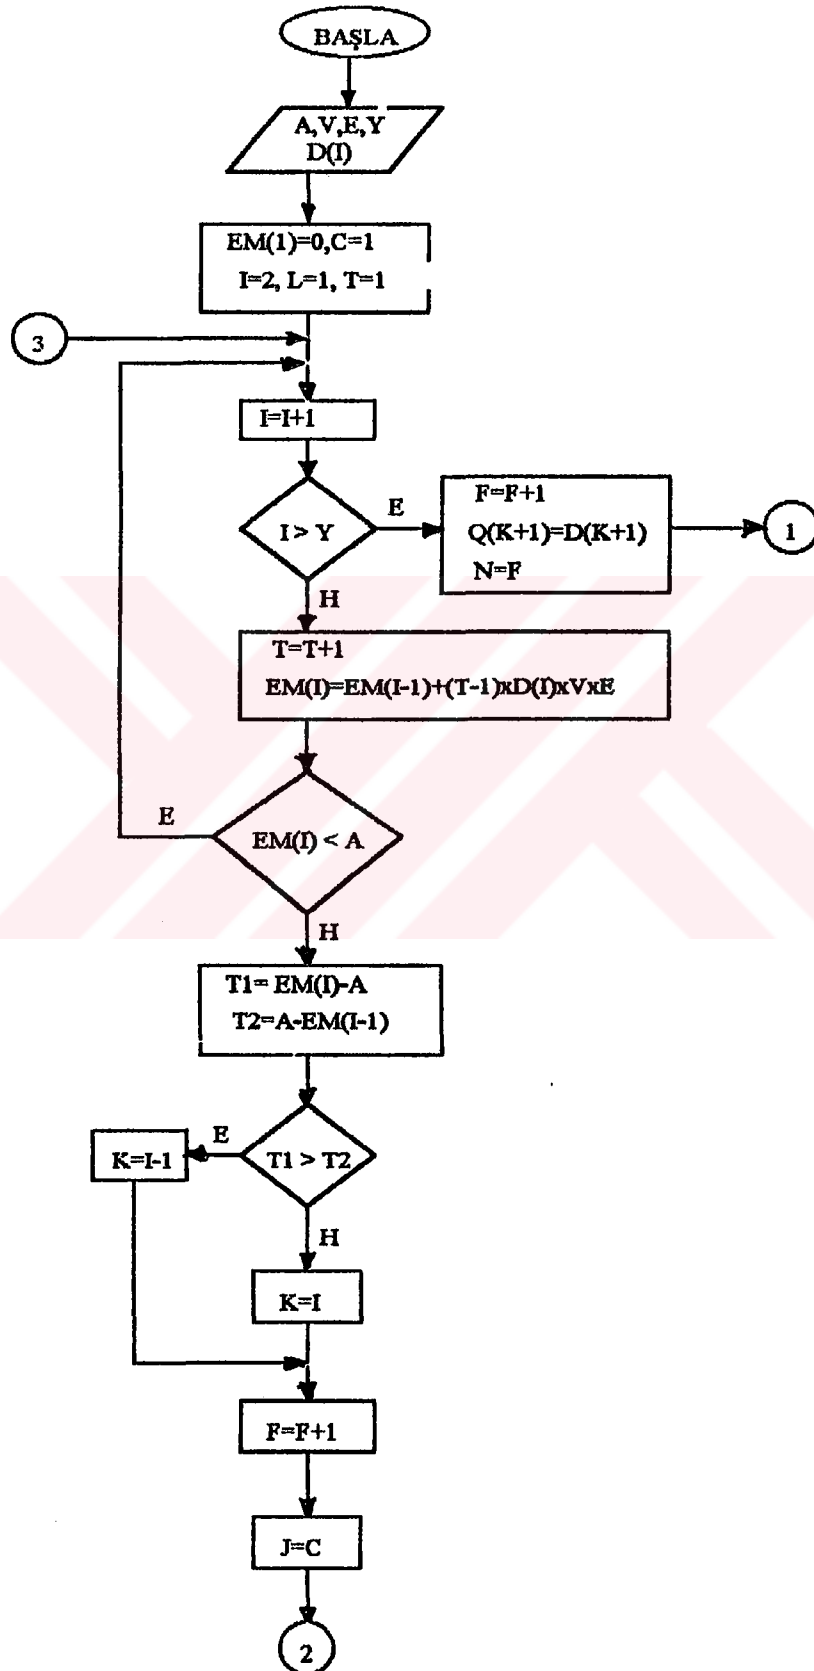 BAŞLA
A,V,E,Y
D(I)
EM(1)=0,C=1
I=2, L=1, T=1
3
I=I+1
I > Y
E
F=F+1
Q(K+1)=D(K+1)
N=F
1
H
T=T+1
EM(I)=EM(I-1)+(T-1)xD(I)xVxE
E
EM(I) < A
H
T1= EM(I)-A
T2=A-EM(I-1)
K=I-1
E
T1 > T2
H
K=I
F=F+1
J=C
2